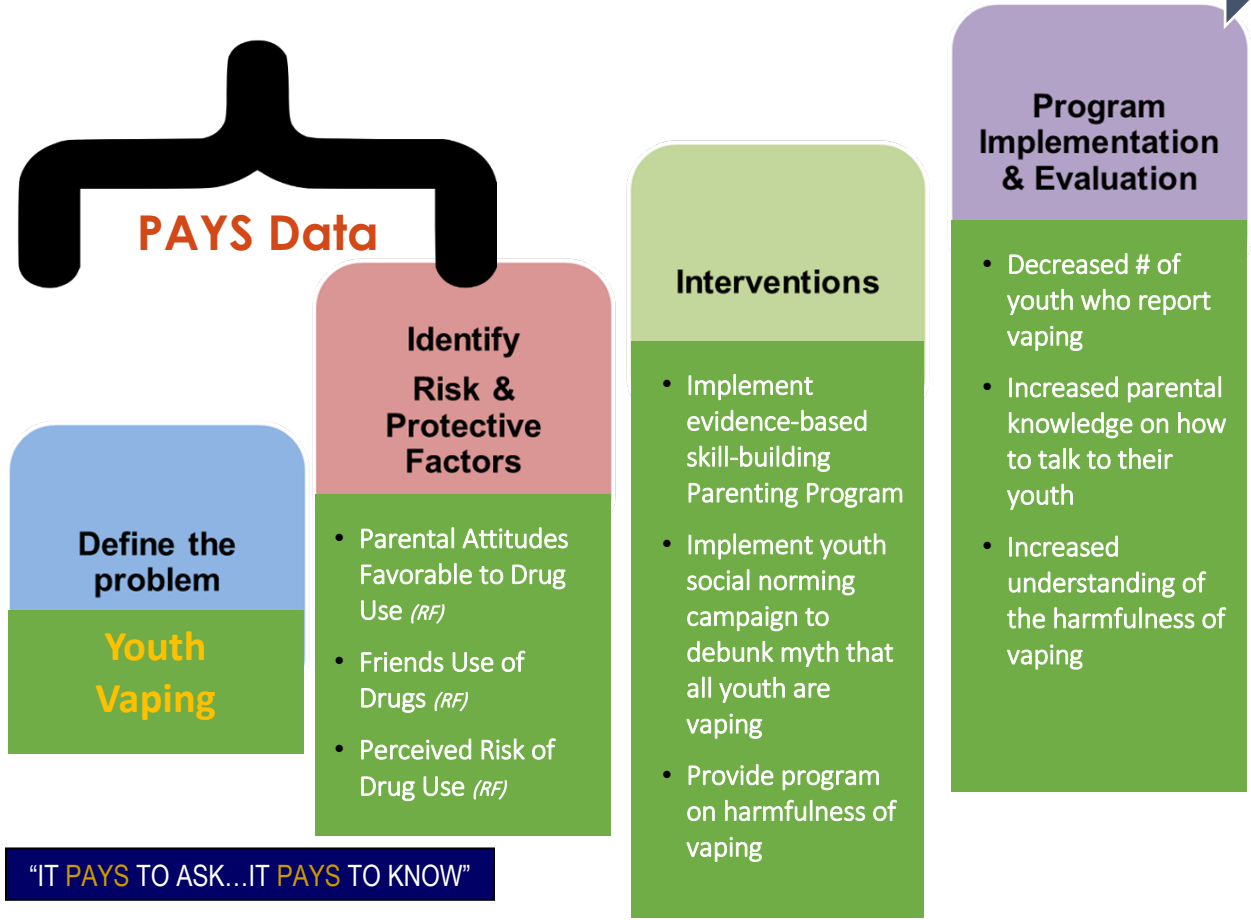 PAYS Data
Define the
problem
Youth
Vaping
Identify
Risk &
Protective
Factors
• Parental Attitudes
Favorable to Drug
Use (RF)
• Friends Use of
Drugs (RF)
• Perceived Risk of
Drug Use (RF)
Interventions
• Implement
evidence-based
skill-building
Parenting Program
• Implement youth
social norming
campaign to
debunk myth that
all youth are
vaping
• Provide program
on harmfulness of
vaping
Program
Implementation
& Evaluation
• Decreased # of
youth who report
vaping
• Increased parental
knowledge on how
to talk to their
youth
• Increased
understanding of
the harmfulness of
vaping
“IT PAYS TO ASK…IT PAYS TO KNOW”